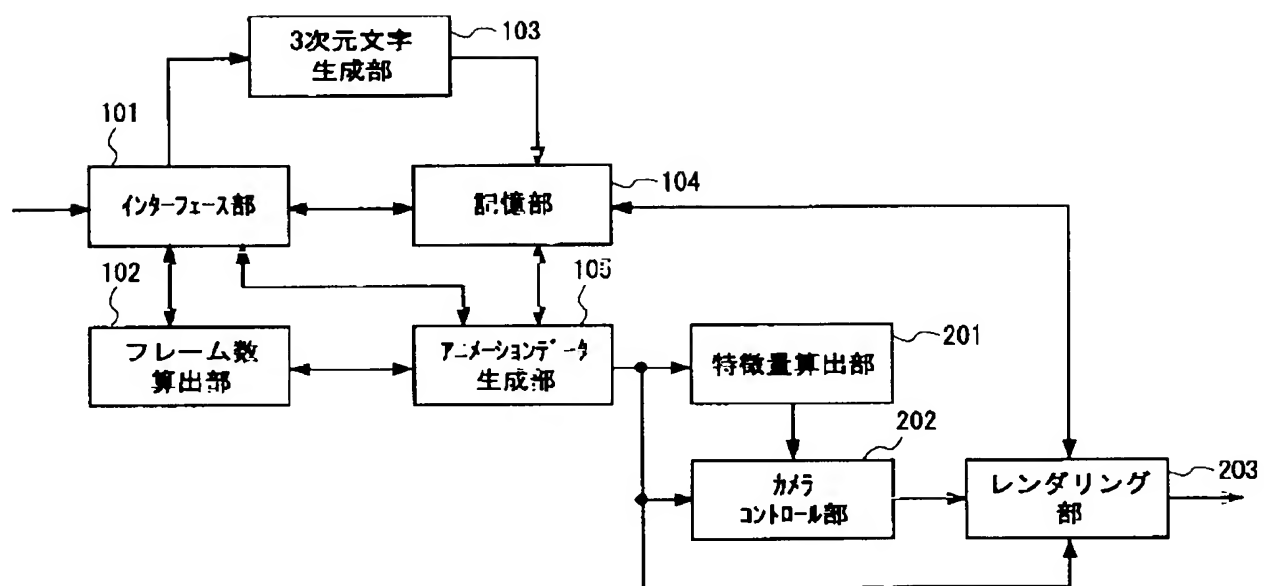 3次元文字
生成部
103
101
インターフェース部
記憶部
104
102
105
フレーム数
算出部
アニメーションデータ
生成部
特徴量算出部
201
202
カメラ
コントロール部
レンダリング
部
203